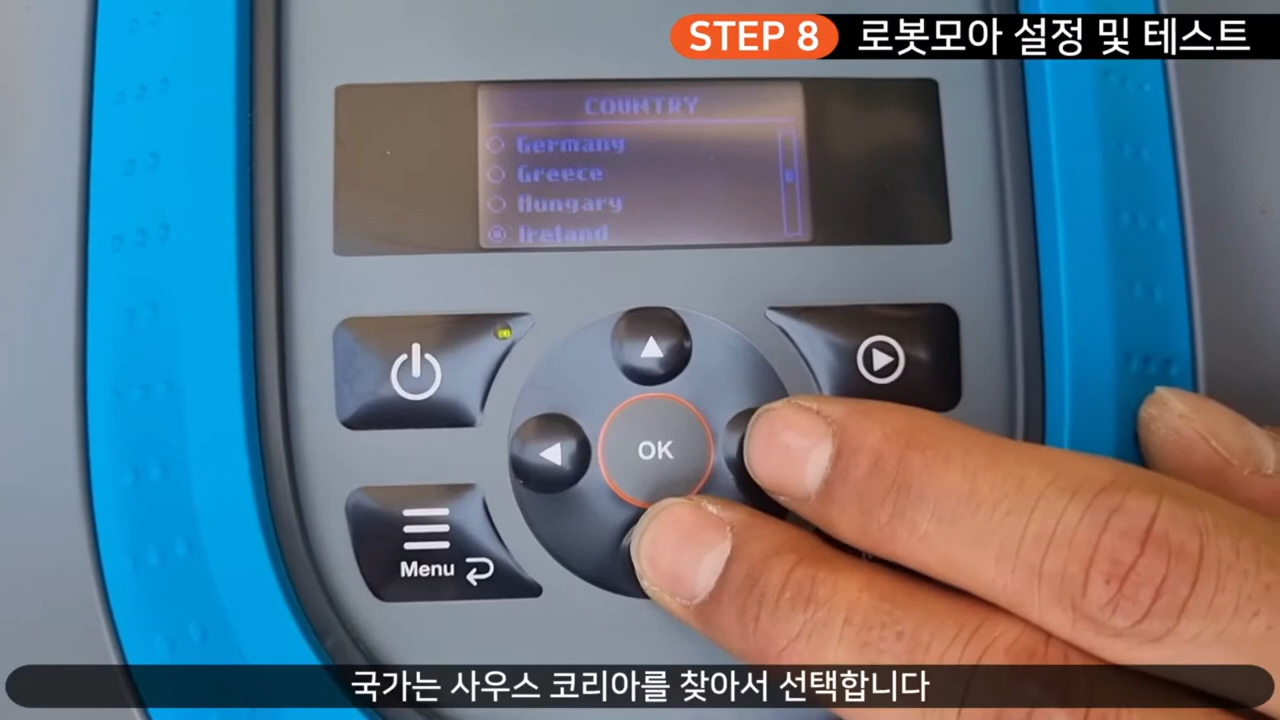 STEP 8 로봇모아 설정 및 테스트
COUNTRY
Germany
Greece
Hungary
Ireland
OK
Menu
국가는 사우스 코리아를 찾아서 선택합니다